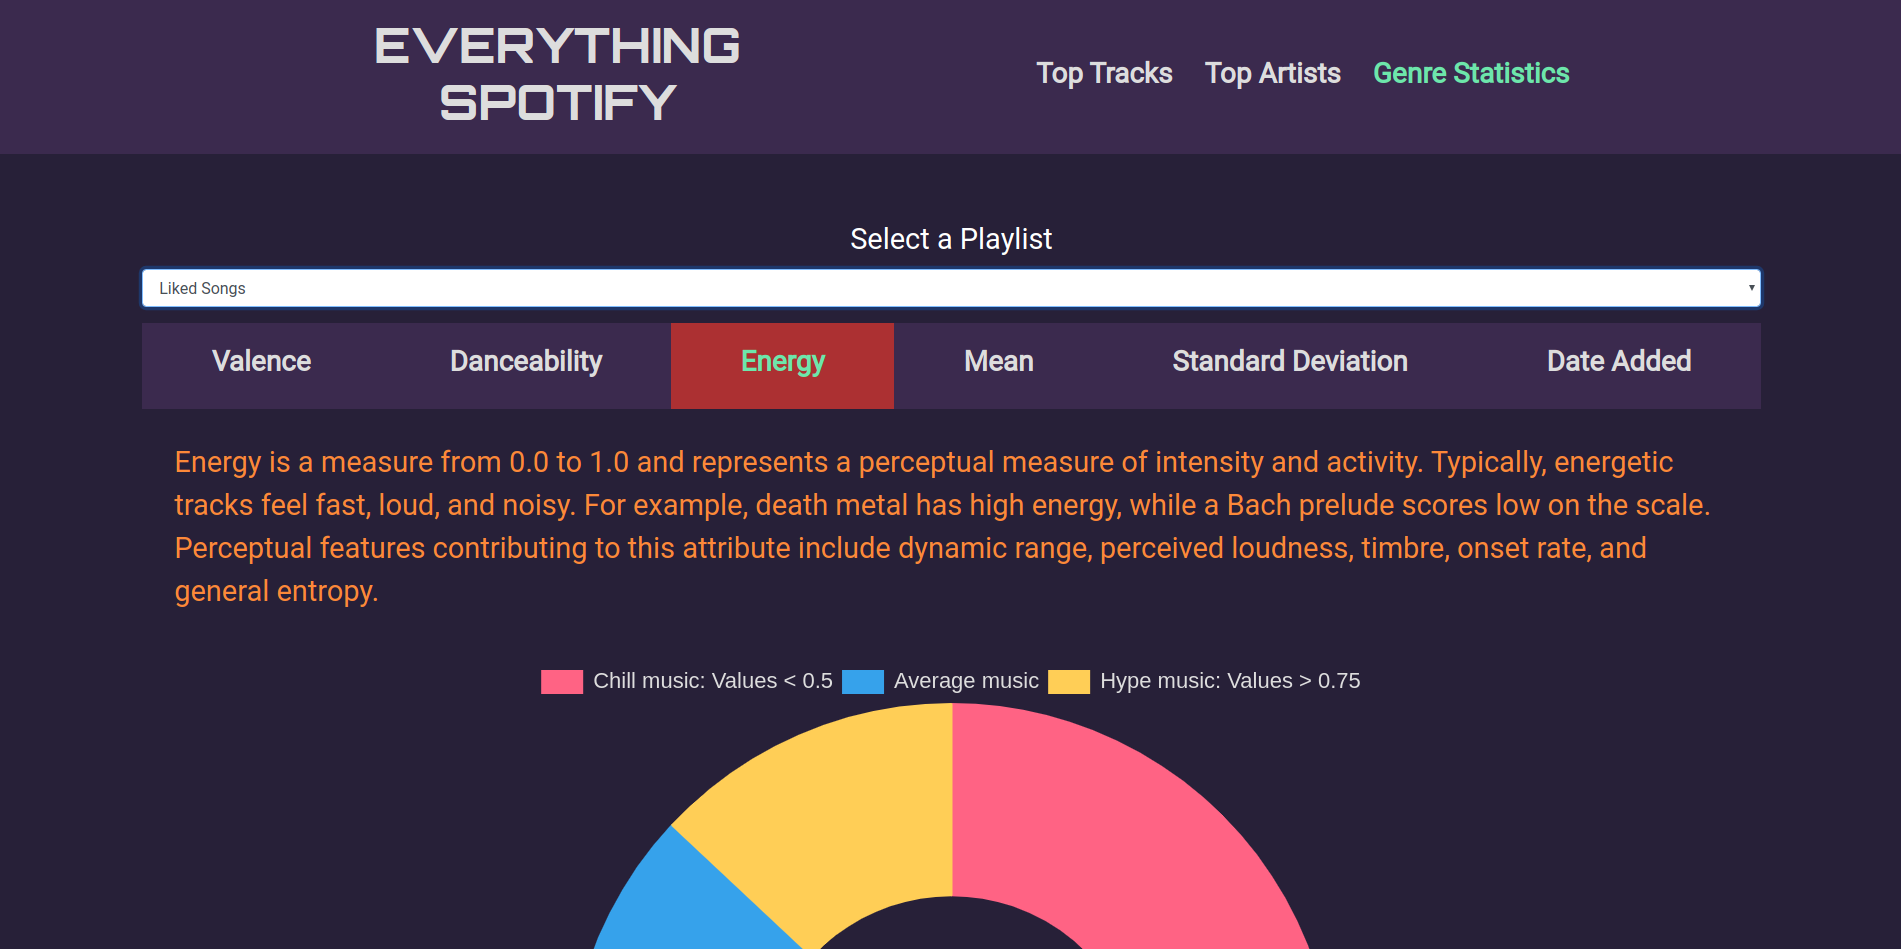 EVERYTHING
SPOTIFY
Top Tracks Top Artists Genre Statistics
Select a Playlist
Liked Songs
Valence Danceability Energy Mean Standard Deviation Date Added
Energy is a measure from 0.0 to 1.0 and represents a perceptual measure of intensity and activity. Typically, energetic
tracks feel fast, loud, and noisy. For example, death metal has high energy, while a Bach prelude scores low on the scale.
Perceptual features contributing to this attribute include dynamic range, perceived loudness, timbre, onset rate, and
general entropy.
Chill music: Values < 0.5 Average music Hype music: Values > 0.75